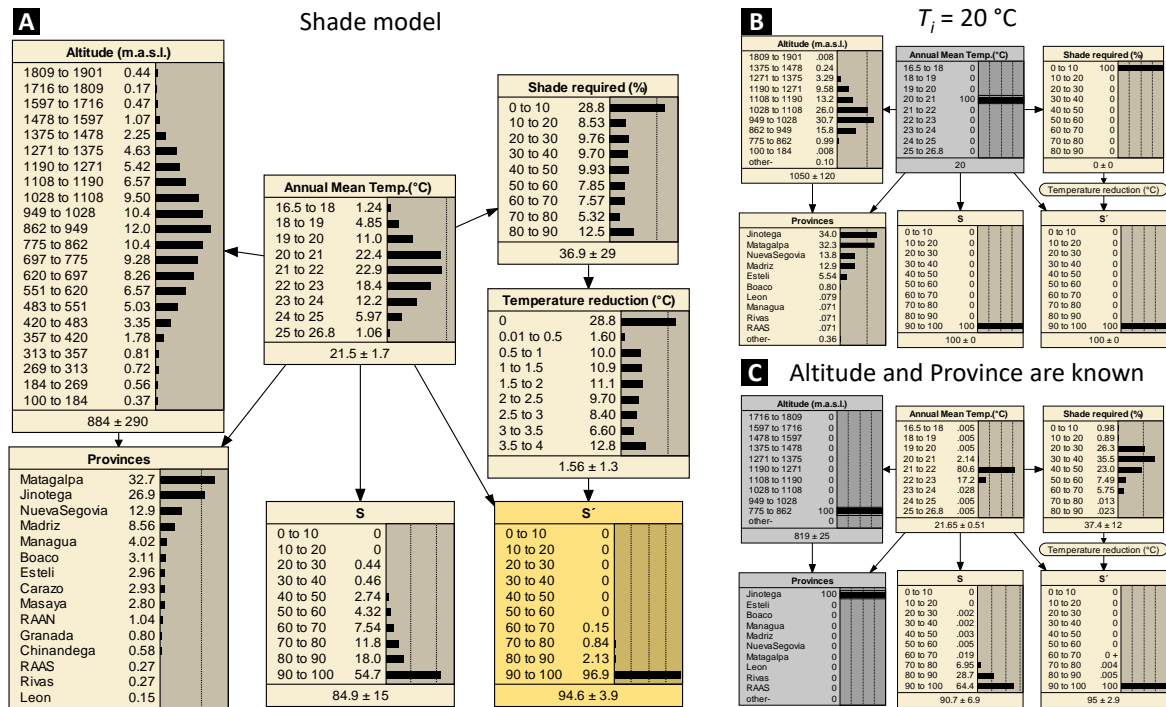 A
Shade model
Altitude (m.a.s.l.)
1809 to 1901 0.44
1716 to 1809 0.17
1597 to 1716 0.47
1478 to 1597 1.07
1375 to 1478 2.25
1271 to 1375 4.63
1190 to 1271 5.42
1108 to 1190 6.57
1028 to 1108 9.50
949 to 1028 10.4
862 to 949 12.0
775 to 862 10.4
697 to 775 9.28
620 to 697 8.26
551 to 620 6.57
483 to 551 5.03
420 to 483 3.35
357 to 420 1.78
313 to 357 0.81
269 to 313 0.72
184 to 269 0.56
100 to 184 0.37
884 ± 290
Annual Mean Temp.(°C)
16.5 to 18 1.24
18 to 19 4.85
19 to 20 11.0
20 to 21 22.4
21 to 22 22.9
22 to 23 18.4
23 to 24 12.2
24 to 25 5.97
25 to 26.8 1.06
21.5 ± 1.7
Shade required (%)
0 to 10 28.8
10 to 20 8.53
20 to 30 9.76
30 to 40 9.70
40 to 50 9.93
50 to 60 7.85
60 to 70 7.57
70 to 80 5.32
80 to 90 12.5
36.9 ± 29
Temperature reduction (°C)
0 28.8
0.01 to 0.5 1.60
0.5 to 1 10.0
1 to 1.5 10.9
1.5 to 2 11.1
2 to 2.5 9.70
2.5 to 3 8.40
3 to 3.5 6.60
3.5 to 4 12.8
1.56 ± 1.3
Provinces
Matagalpa 32.7
Jinotega 26.9
NuevaSegovia 12.9
Madriz 8.56
Managua 4.02
Boaco 3.11
Esteli 2.96
Carazo 2.93
Masaya 2.80
RAAN 1.04
Granada 0.80
Chinandega 0.58
RAAS 0.27
Rivas 0.27
Leon 0.15
S
0 to 10 0
10 to 20 0
20 to 30 0.44
30 to 40 0.46
40 to 50 2.74
50 to 60 4.32
60 to 70 7.54
70 to 80 11.8
80 to 90 18.0
90 to 100 54.7
84.9 ± 15
S´
0 to 10 0
10 to 20 0
20 to 30 0
30 to 40 0
40 to 50 0
50 to 60 0
60 to 70 0.15
70 to 80 0.84
80 to 90 2.13
90 to 100 96.9
94.6 ± 3.9
B
Ti = 20 °C
Altitude (m.a.s.l.)
1809 to 1901 .008
1375 to 1478 0.24
1271 to 1375 3.29
1190 to 1271 9.58
1108 to 1190 13.2
1028 to 1108 26.0
949 to 1028 30.7
862 to 949 15.8
775 to 862 0.99
100 to 184 .008
other- 0.10
1050 ± 120
Annual Mean Temp.(°C)
16.5 to 18 0
18 to 19 0
19 to 20 0
20 to 21 100
21 to 22 0
22 to 23 0
23 to 24 0
24 to 25 0
25 to 26.8 0
20
Shade required (%)
0 to 10 100
10 to 20 0
20 to 30 0
30 to 40 0
40 to 50 0
50 to 60 0
60 to 70 0
70 to 80 0
80 to 90 0
0 ± 0
Temperature reduction (°C)
Provinces
Jinotega 34.0
Matagalpa 32.3
NuevaSegovia 13.8
Madriz 12.9
Esteli 5.54
Boaco 0.80
Leon .079
Managua .071
Rivas .071
RAAS .071
other- 0.36
S
0 to 10 0
10 to 20 0
20 to 30 0
30 to 40 0
40 to 50 0
50 to 60 0
60 to 70 0
70 to 80 0
80 to 90 0
90 to 100 100
100 ± 0
S´
0 to 10 0
10 to 20 0
20 to 30 0
30 to 40 0
40 to 50 0
50 to 60 0
60 to 70 0
70 to 80 0
80 to 90 0
90 to 100 100
100 ± 0
C
Altitude and Province are known
Altitude (m.a.s.l.)
1716 to 1809 0
1597 to 1716 0
1478 to 1597 0
1375 to 1478 0
1271 to 1375 0
1190 to 1271 0
1108 to 1190 0
1028 to 1108 0
949 to 1028 0
775 to 862 100
other- 0
819 ± 25
Annual Mean Temp.(°C)
16.5 to 18 .005
18 to 19 .005
19 to 20 .005
20 to 21 2.14
21 to 22 80.6
22 to 23 17.2
23 to 24 .028
24 to 25 .005
25 to 26.8 .005
21.65 ± 0.51
Shade required (%)
0 to 10 0.98
10 to 20 0.89
20 to 30 26.3
30 to 40 35.5
40 to 50 23.0
50 to 60 7.49
60 to 70 5.75
70 to 80 .013
80 to 90 .023
37.4 ± 12
Temperature reduction (°C)
Provinces
Jinotega 100
Esteli 0
Boaco 0
Managua 0
Madriz 0
NuevaSegovia 0
Matagalpa 0
Leon 0
Rivas 0
RAAS 0
other- 0
S
0 to 10 0
10 to 20 0
20 to 30 .002
30 to 40 .002
40 to 50 .003
50 to 60 .005
60 to 70 .019
70 to 80 6.95
80 to 90 28.7
90 to 100 64.4
90.7 ± 6.9
S´
0 to 10 0
10 to 20 0
20 to 30 0
30 to 40 0
40 to 50 0
50 to 60 0
60 to 70 0 +
70 to 80 .004
80 to 90 .005
90 to 100 100
95 ± 2.9